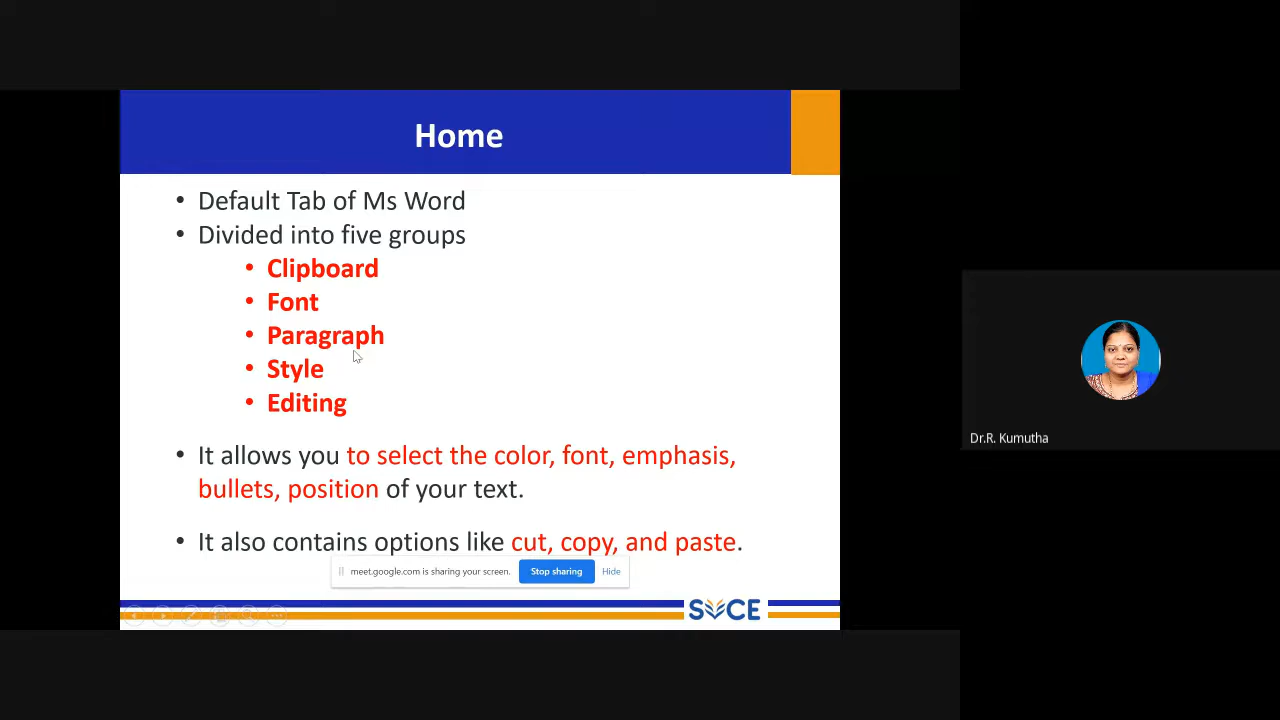 Home
• Default Tab of Ms Word
• Divided into five groups
• Clipboard
• Font
• Paragraph
• Style
• Editing
• It allows you to select the color, font, emphasis,
bullets, position of your text.
• It also contains options like cut, copy, and paste.
meet.google.com is sharing your screen. Stop sharing Hide
SVCE
Dr.R. Kumutha